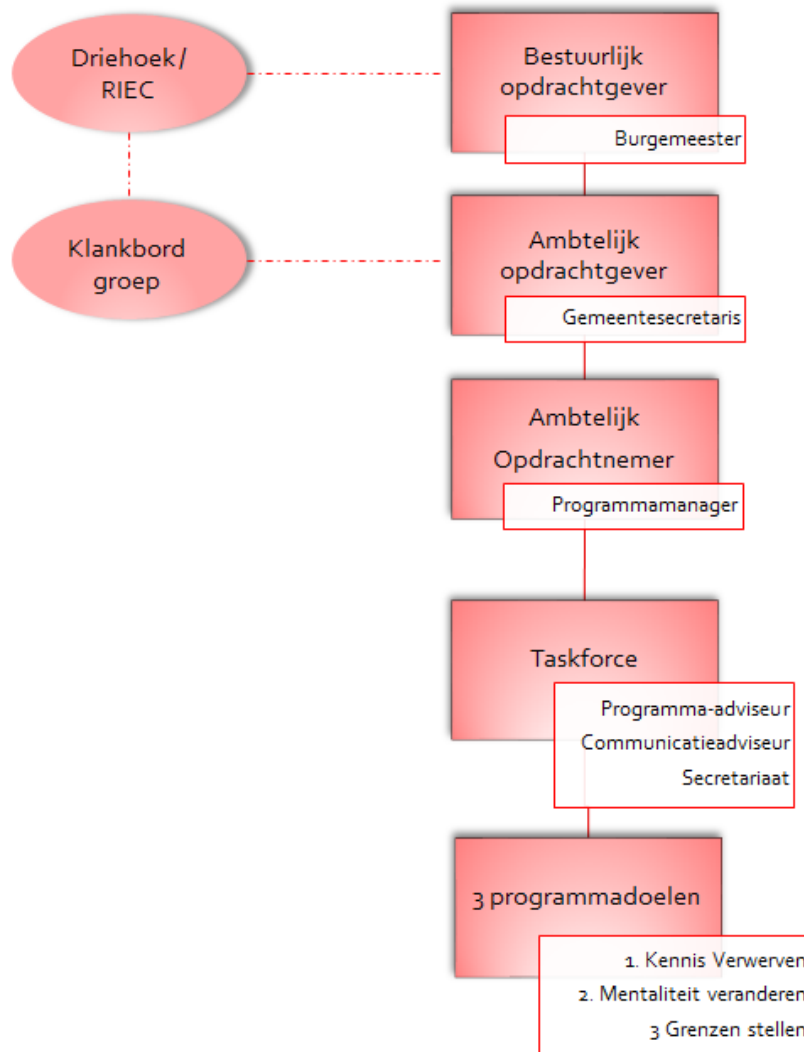 Driehoek/
RIEC
Bestuurlijk
opdrachtgever
Burgemeester
Klankbord
groep
Ambtelijk
opdrachtgever
Gemeentesecretaris
Ambtelijk
Opdrachtnemer
Programmamanager
Taskforce
Programma-adviseur
Communicatieadviseur
Secretariaat
3 programmadoelen
1. Kennis Verwerven
2. Mentaliteit veranderen
3 Grenzen stellen